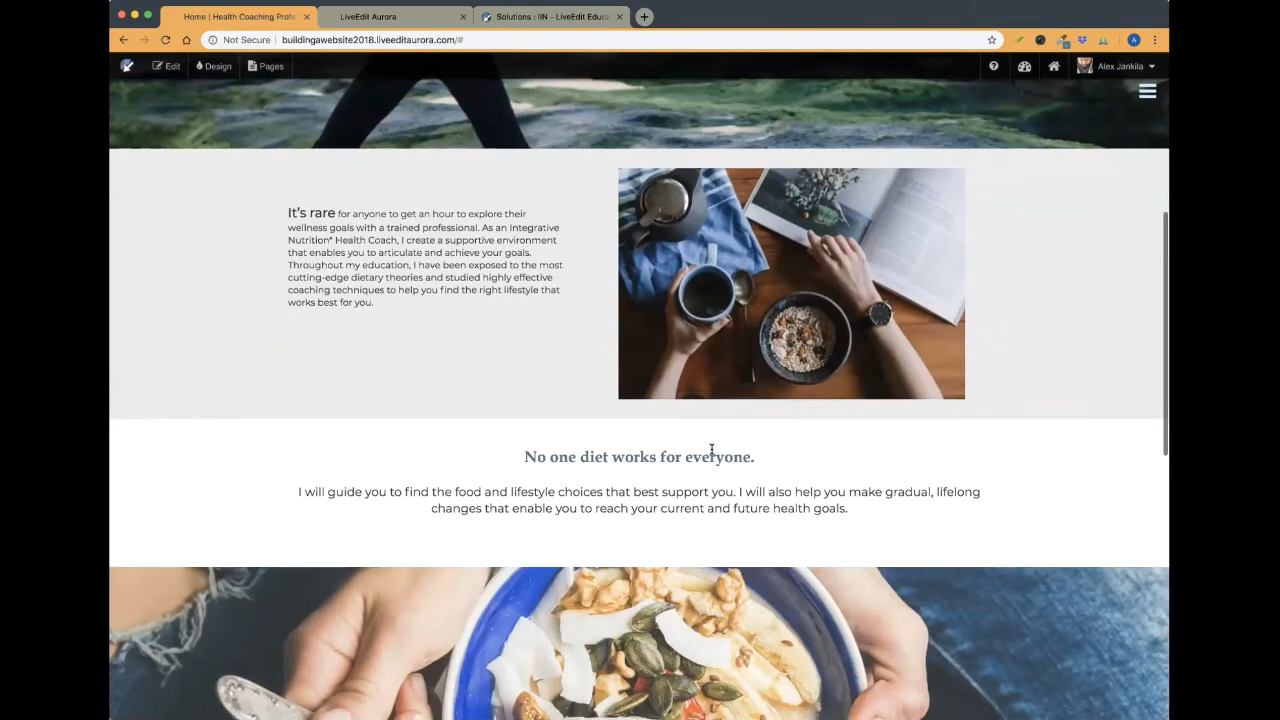 Home | Health Coaching Profe
LiveEdit Aurora
Solutions : IIN - LiveEdit Educa
Not Secure
buildingawebsite2018.liveeditaurora.com/#
A
Edit
Design
Pages
Alex Jankila
It's rare for anyone to get an hour to explore their
wellness goals with a trained professional. As an Integrative
Nutrition* Health Coach, I create a supportive environment
that enables you to articulate and achieve your goals.
Throughout my education, I have been exposed to the most
cutting-edge dietary theories and studied highly effective
coaching techniques to help you find the right lifestyle that
works best for you.
No one diet works for everyone.
I will guide you to find the food and lifestyle choices that best support you. I will also help you make gradual, lifelong
changes that enable you to reach your current and future health goals.